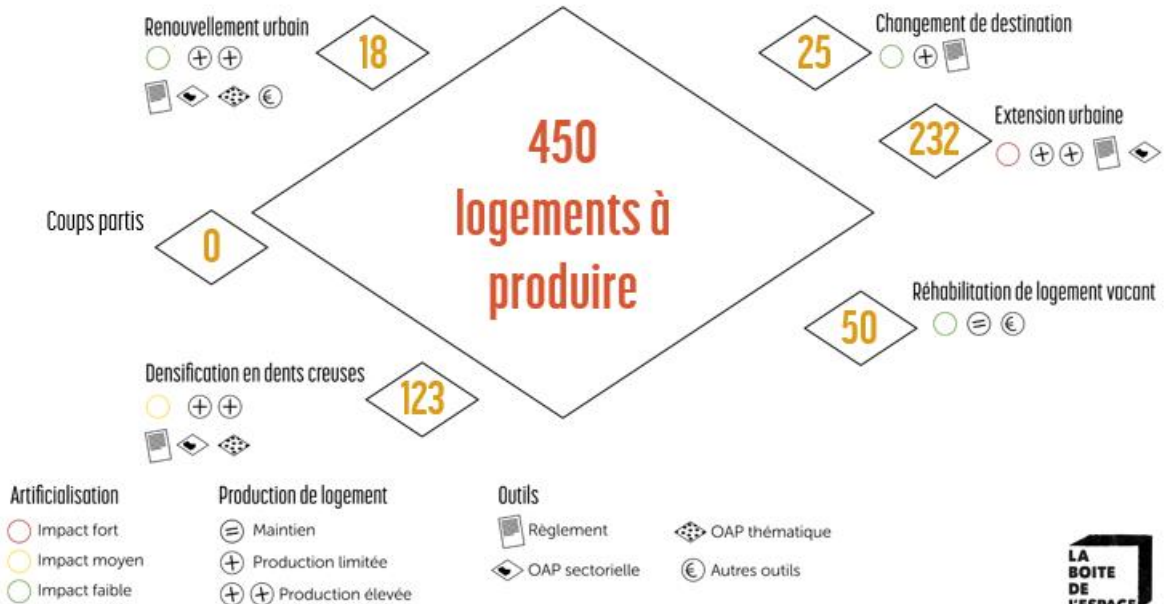 Renouvellement urbain
18
25
Changement de destination
232
Extension urbaine
450
logements à
produire
Coups partis
0
Réhabilitation de logement vacant
50
Densification en dents creuses
123
Artificialisation
Impact fort
Impact moyen
Impact faible
Production de logement
Maintien
Production limitée
Production élevée
Outils
Règlement
OAP sectorielle
OAP thématique
Autres outils
LA
BOITE
DE
L'ESPACE